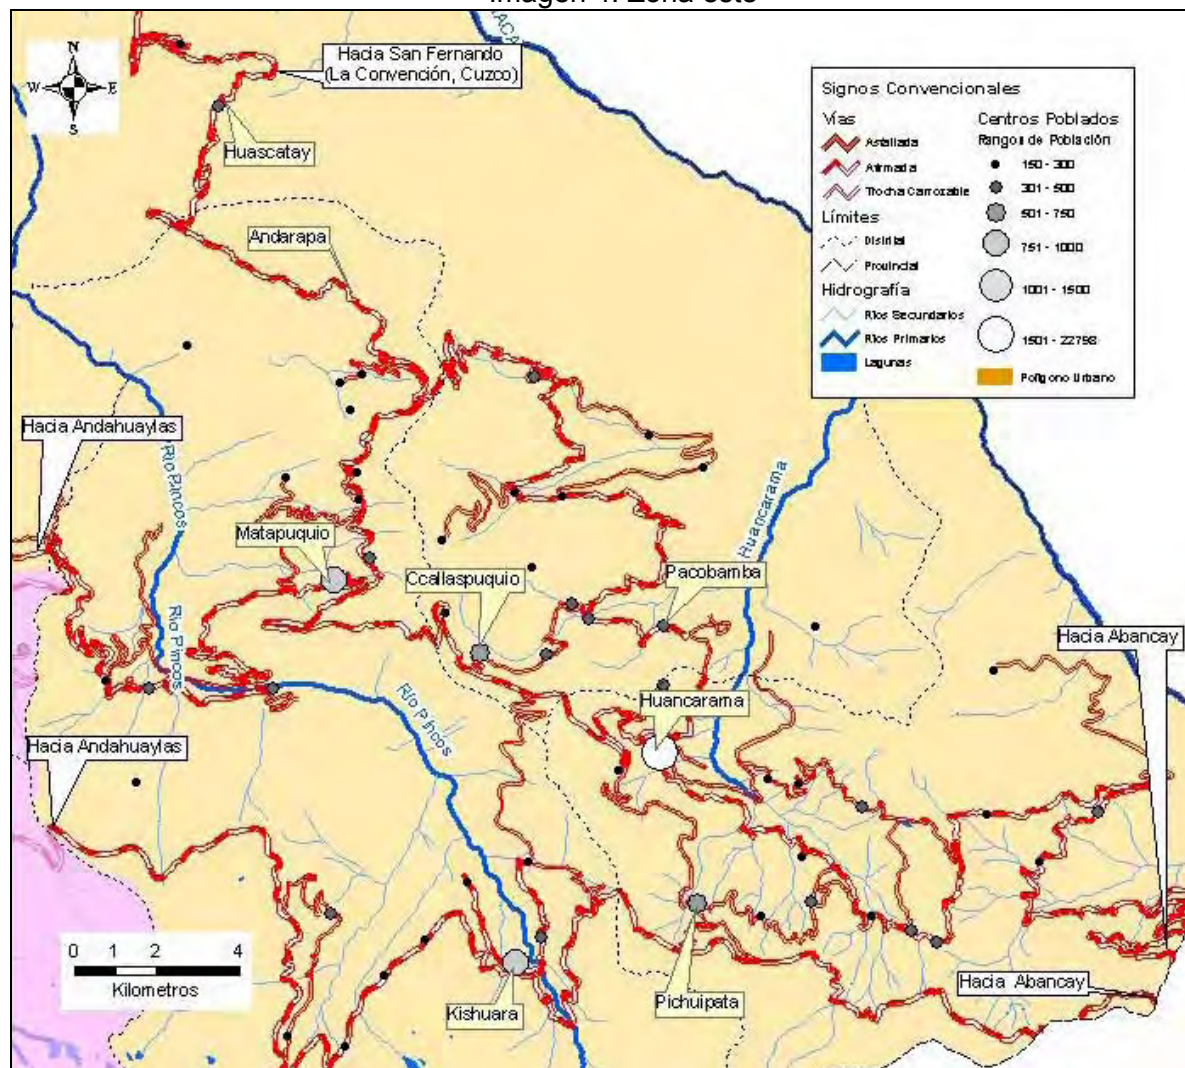 Imagen 4. Zona este
N
W
E
S
Hacia San Fernando
(La Convención, Cuzco)
Huascatay
Andarapa
Signos Convencionales
Vías
Asfaltada
Afirmada
Trocha Carrozable
Límites
Distrital
Provincial
Hidrografía
Ríos Secundarios
Ríos Primarios
Lagunas
Centros Poblados
Rangos de Población
150 - 300
301 - 500
501 - 750
751 - 1000
1001 - 1500
1501 - 22798
Polígono Urbano
Hacia Andahuaylas
Río Pincos
Huancarama
Matapuquio
Ccallaspuquio
Pacobamba
Río Pincos
Hacia Abancay
Río Pincos
Huancarama
Hacia Andahuaylas
0 1 2 4
Kilometros
Kishuara
Pichuipata
Hacia Abancay